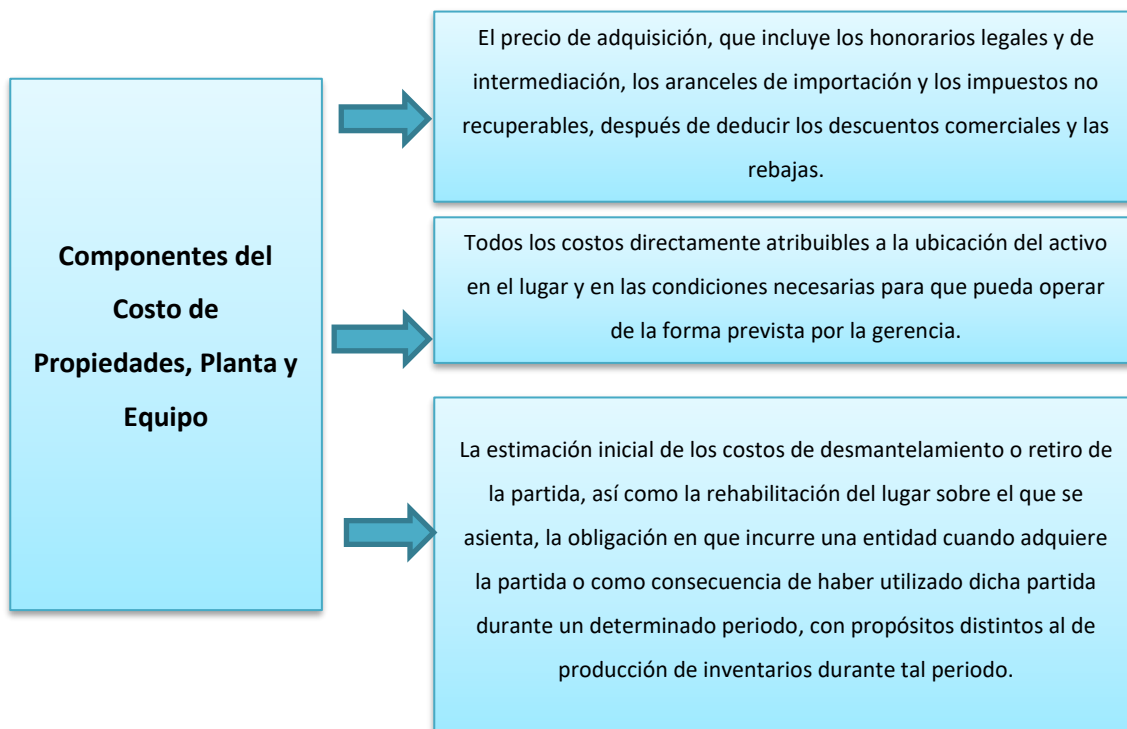 Componentes del
Costo de
Propiedades, Planta y
Equipo
El precio de adquisición, que incluye los honorarios legales y de
intermediación, los aranceles de importación y los impuestos no
recuperables, después de deducir los descuentos comerciales y las
rebajas.
Todos los costos directamente atribuibles a la ubicación del activo
en el lugar y en las condiciones necesarias para que pueda operar
de la forma prevista por la gerencia.
La estimación inicial de los costos de desmantelamiento o retiro de
la partida, así como la rehabilitación del lugar sobre el que se
asienta, la obligación en que incurre una entidad cuando adquiere
la partida o como consecuencia de haber utilizado dicha partida
durante un determinado periodo, con propósitos distintos al de
producción de inventarios durante tal periodo.